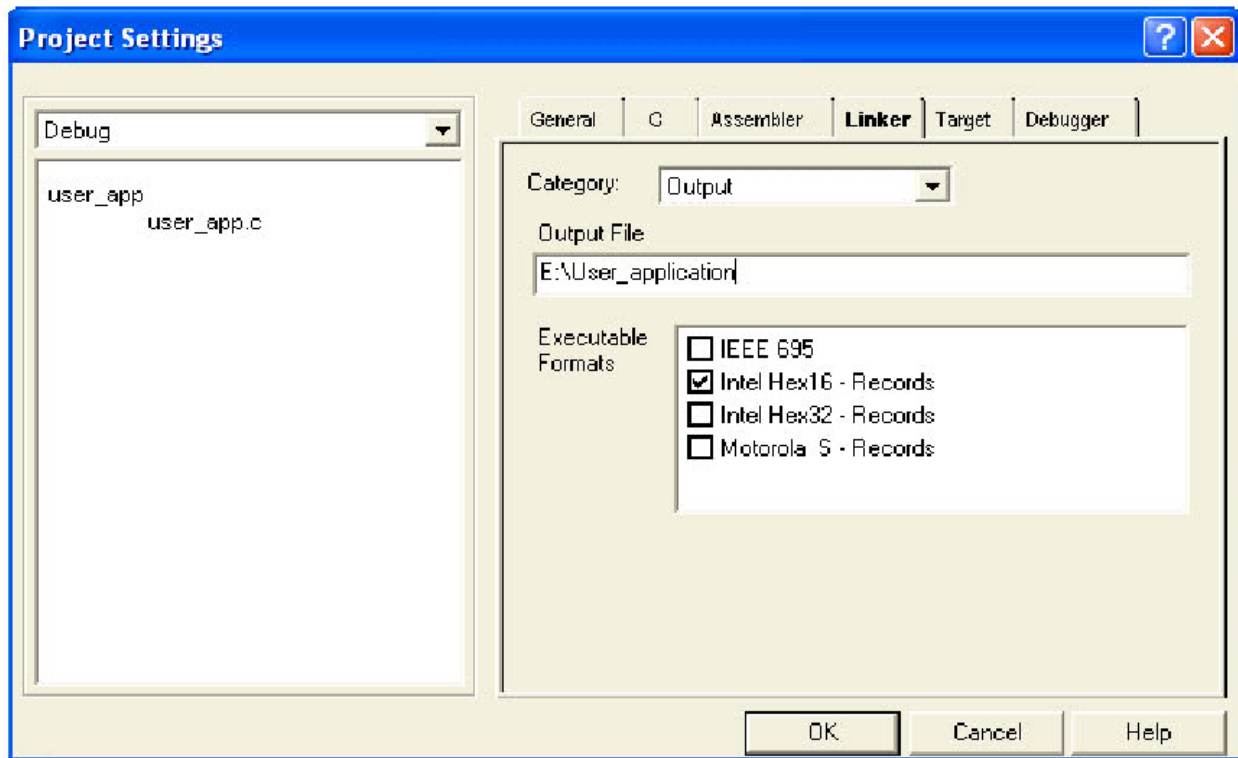 Project Settings
Debug
user_app
user_app.c
General C Assembler Linker Target Debugger
Category: Output
Output File
E:\User_application
Executable
Formats
IEEE 695
Intel Hex16 - Records
Intel Hex32 - Records
Motorola S - Records
OK Cancel Help